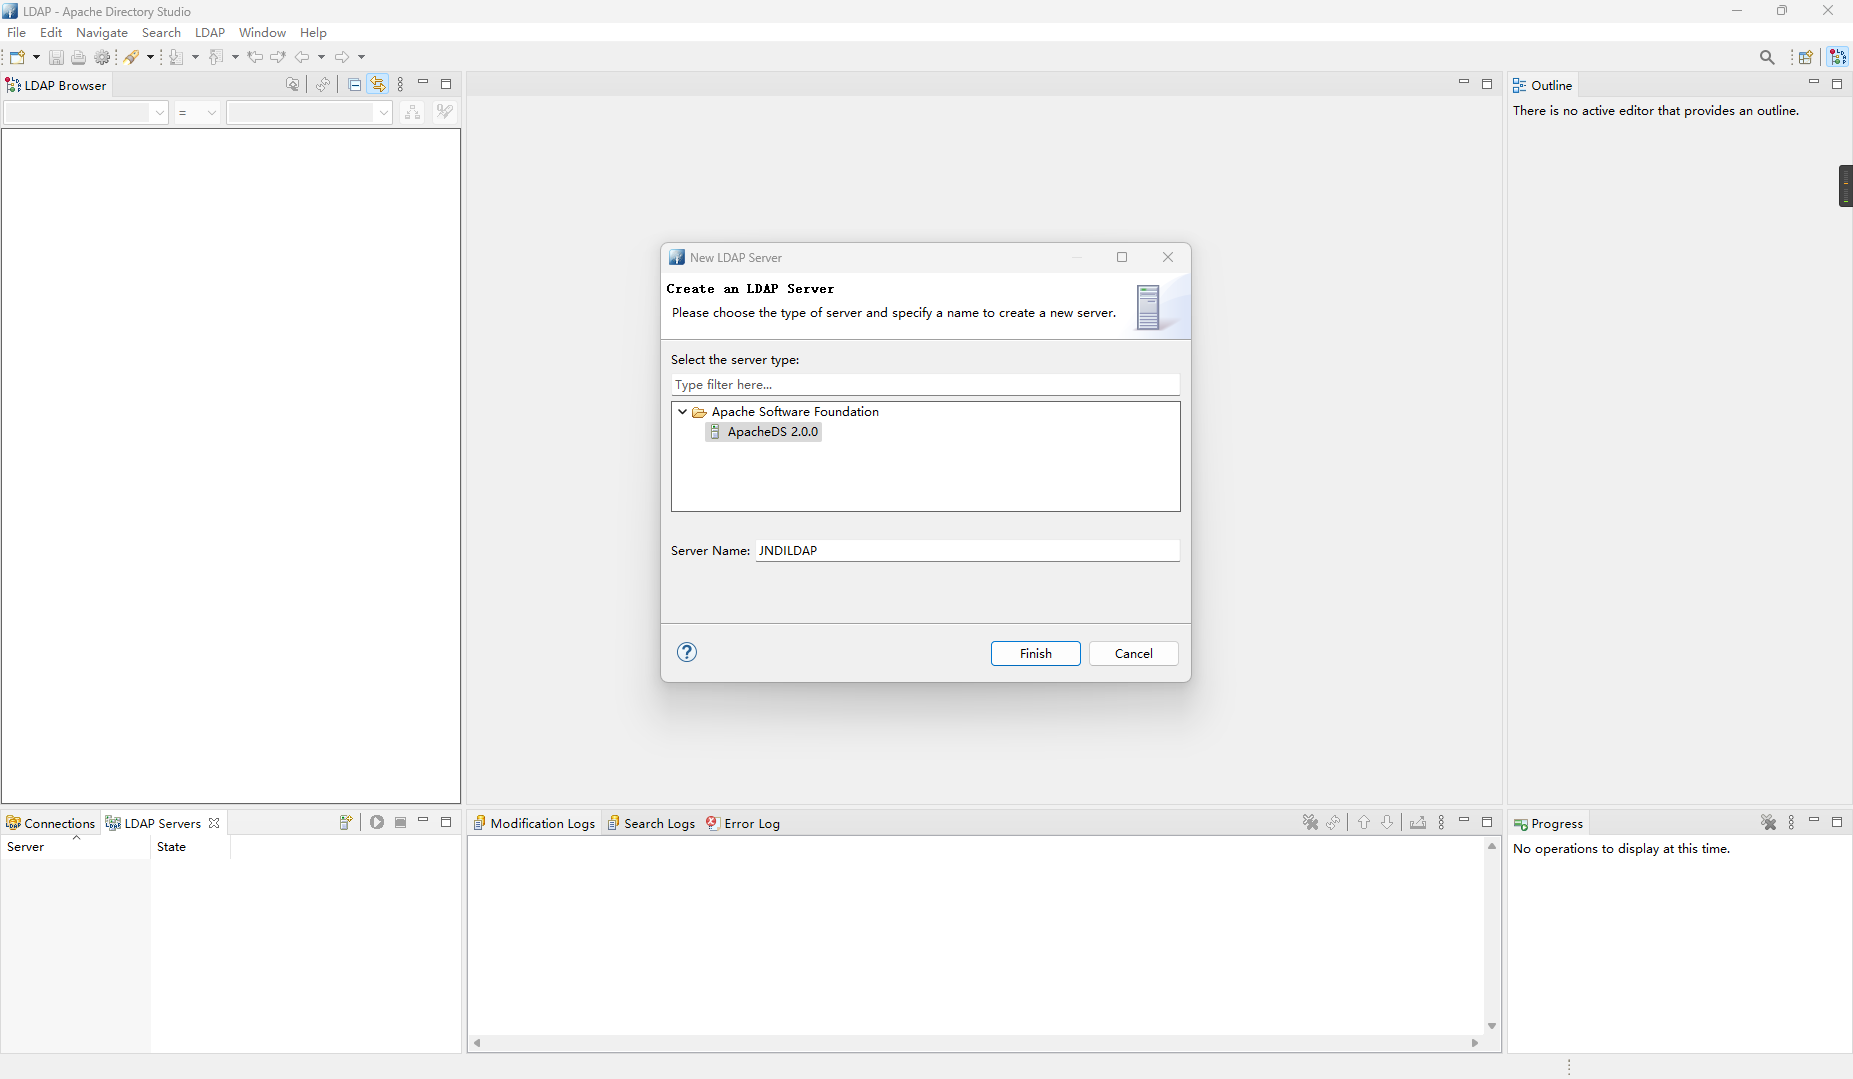 LDAP - Apache Directory Studio
File Edit Navigate Search LDAP Window Help
LDAP Browser
=
Outline
There is no active editor that provides an outline.
New LDAP Server
Create an LDAP Server
Please choose the type of server and specify a name to create a new server.
Select the server type:
Type filter here...
Apache Software Foundation
ApacheDS 2.0.0
Server Name: JNDILDAP
?
Finish Cancel
Connections LDAP Servers
Server State
Modification Logs Search Logs Error Log
Progress
No operations to display at this time.